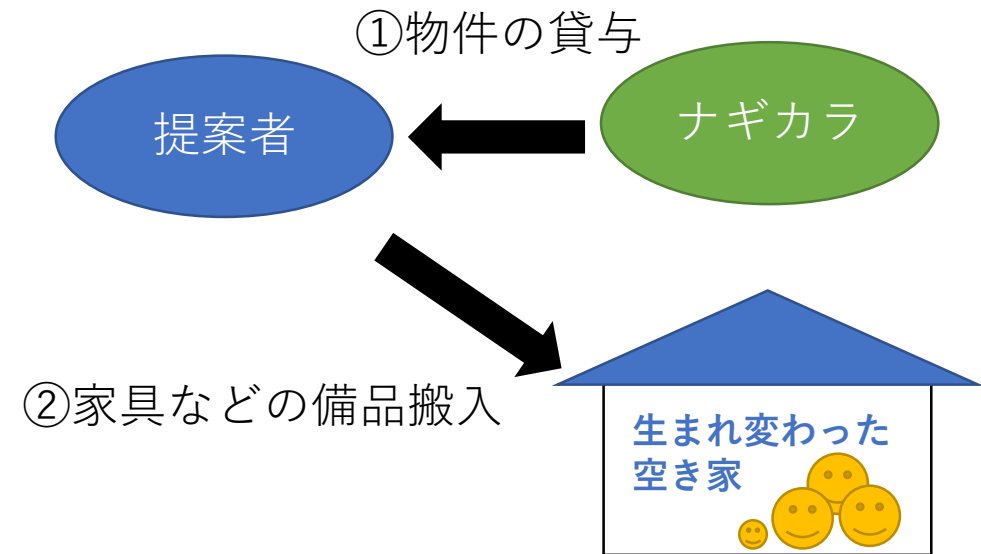 ①物件の貸与
提案者
ナギカラ
②家具などの備品搬入
生まれ変わった
空き家